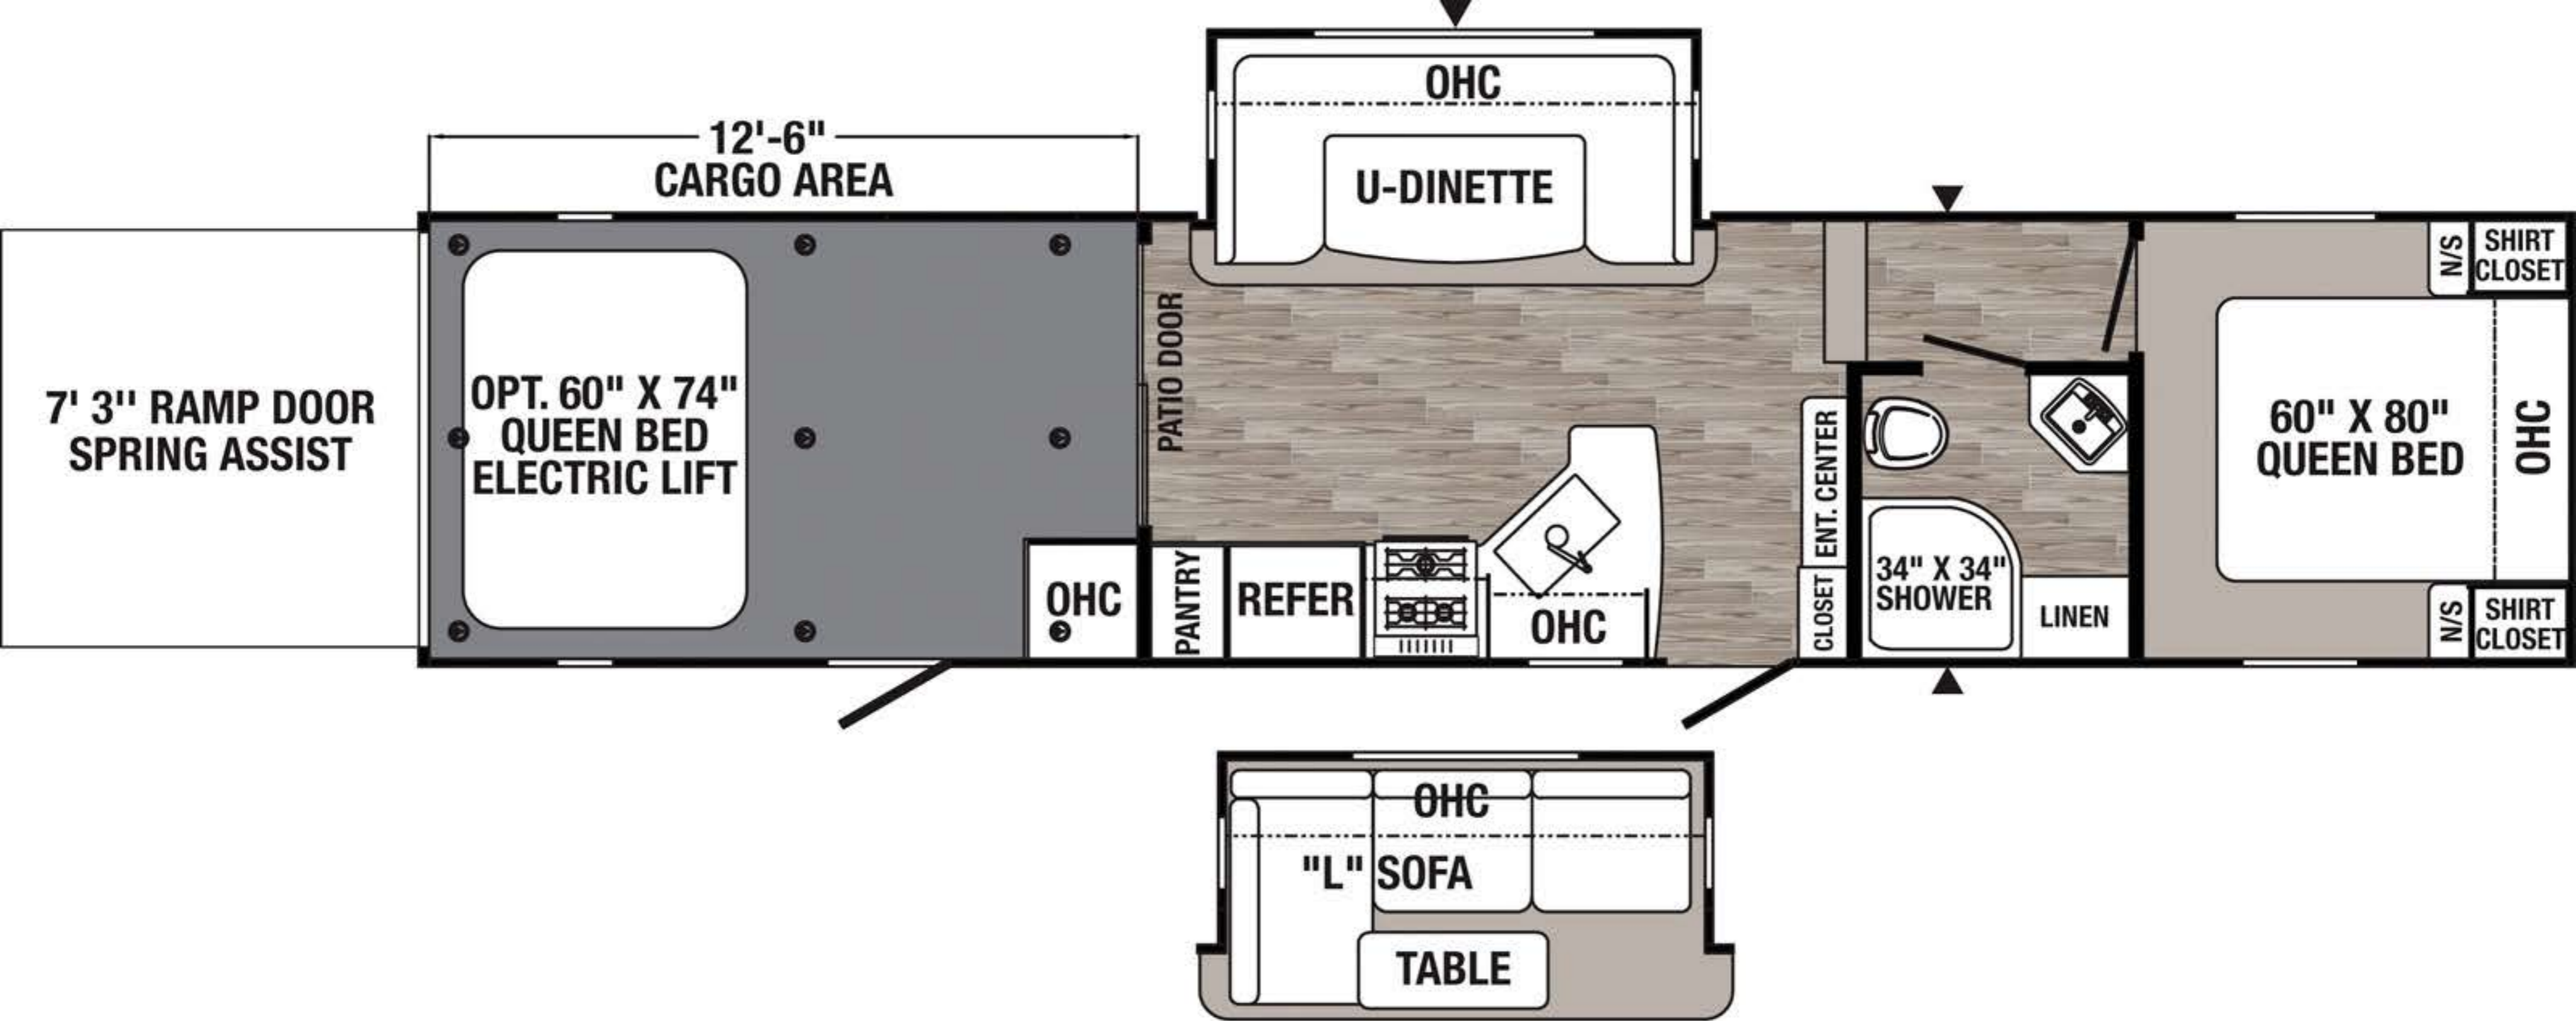 OHC
U-DINETTE
12'-6"
CARGO AREA
7' 3'' RAMP DOOR
SPRING ASSIST
OPT. 60" X 74"
QUEEN BED
ELECTRIC LIFT
OHC
PATIO DOOR
PANTRY
REFER
OHC
ENT. CENTER
CLOSET
34" X 34"
SHOWER
LINEN
N/S
SHIRT
CLOSET
60" X 80"
QUEEN BED
OHC
N/S
SHIRT
CLOSET
OHC
"L" SOFA
TABLE